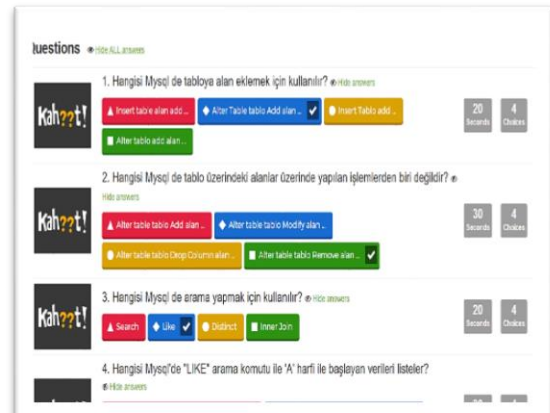 Questions Hide ALL answers
Kah??t!
1. Hangisi Mysql de tabloya alan eklemek için kullanılır? Hide answers
Insert table alan add ...
Alter Table tablo Add alan ...
Insert Tablo add ...
Alter tablo add alan ...
20 Seconds
4 Choices
Kah??t!
2. Hangisi Mysql de tablo üzerindeki alanlar üzerinde yapılan işlemlerden biri değildir?
Hide answers
Alter table tablo Add alan ...
Alter table tablo Modify alan ...
Alter table tablo Drop Column alan ...
Alter table tablo Remove alan ...
30 Seconds
4 Choices
Kah??t!
3. Hangisi Mysql de arama yapmak için kullanılır? Hide answers
Search
Like
Distinct
Inner Join
20 Seconds
4 Choices
4. Hangisi Mysql'de "LIKE" arama komutu ile 'A' harfi ile başlayan verileri listeler?
Hide answers